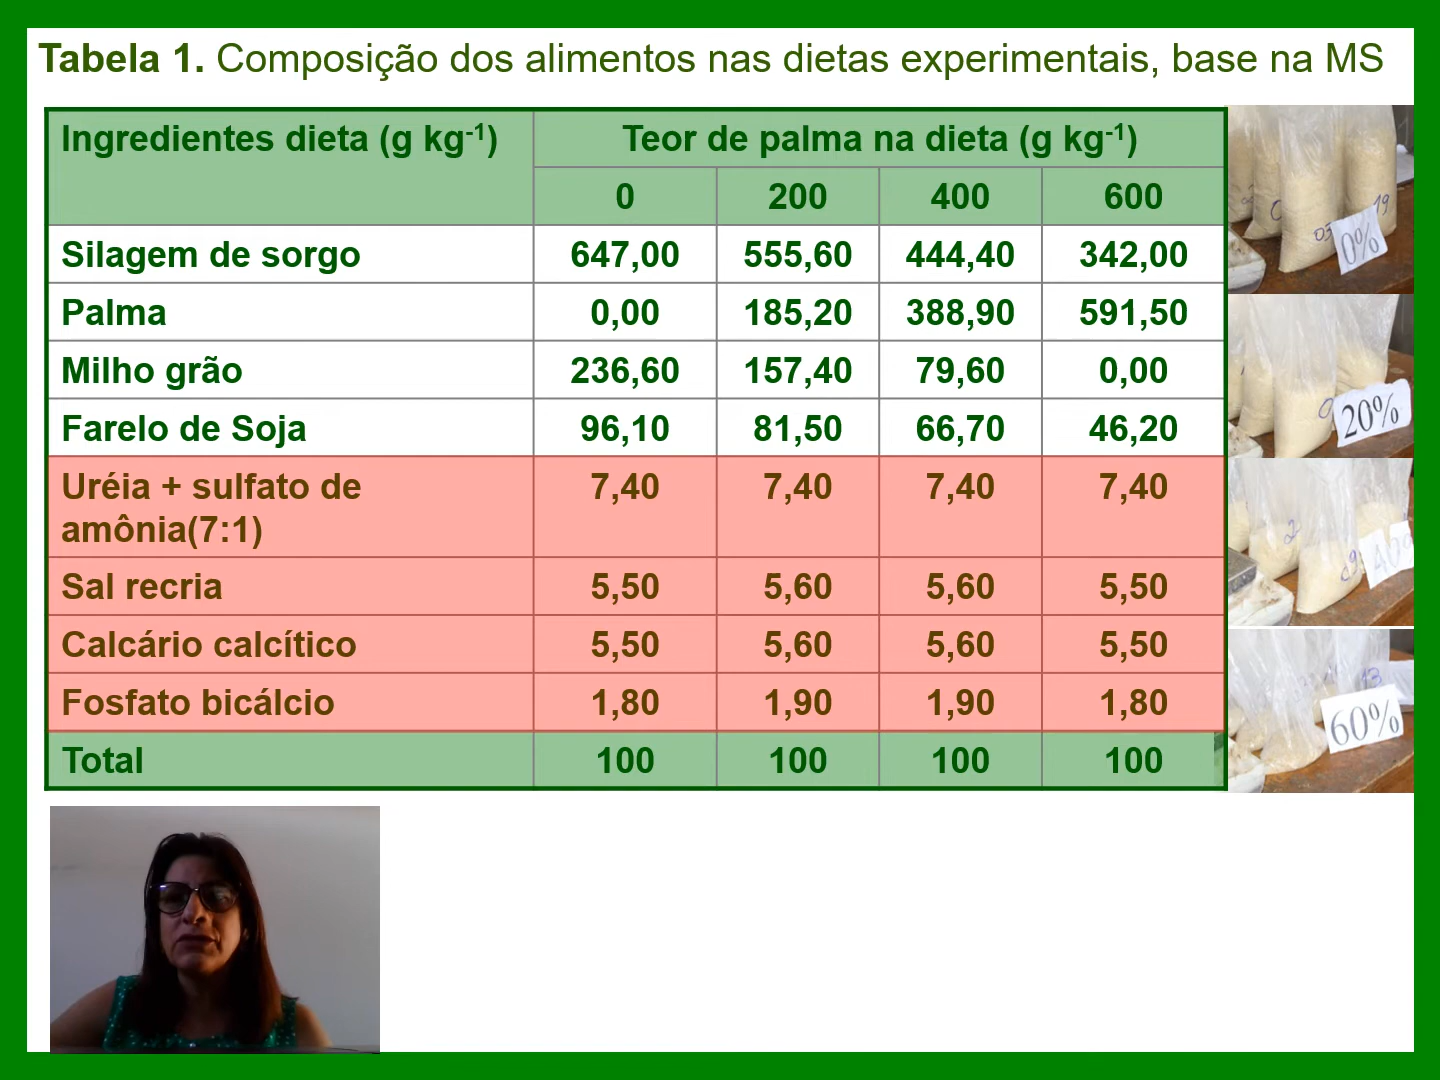 Tabela 1. Composição dos alimentos nas dietas experimentais, base na MS
Ingredientes dieta (g kg-1) Teor de palma na dieta (g kg-1)
0 200 400 600
Silagem de sorgo 647,00 555,60 444,40 342,00
Palma 0,00 185,20 388,90 591,50
Milho grão 236,60 157,40 79,60 0,00
Farelo de Soja 96,10 81,50 66,70 46,20
Uréia + sulfato de 7,40 7,40 7,40 7,40
amônia(7:1)
Sal recria 5,50 5,60 5,60 5,50
Calcário calcítico 5,50 5,60 5,60 5,50
Fosfato bicálcio 1,80 1,90 1,90 1,80
Total 100 100 100 100
19
03
0%
20%
60%